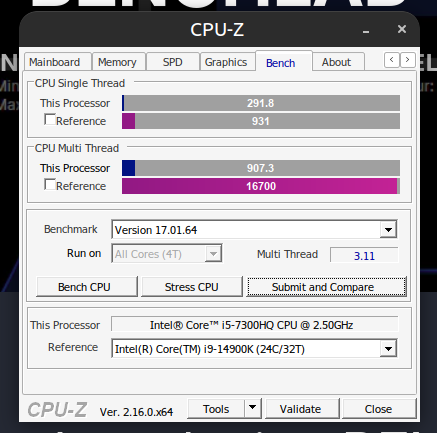 CPU-Z
Mainboard Memory SPD Graphics Bench About
CPU Single Thread
This Processor 291.8
Reference 931
CPU Multi Thread
This Processor 907.3
Reference 16700
Benchmark Version 17.01.64
Run on All Cores (4T) Multi Thread 3.11
Bench CPU Stress CPU Submit and Compare
This Processor Intel® Core™ i5-7300HQ CPU @ 2.50GHz
Reference Intel(R) Core(TM) i9-14900K (24C/32T)
CPU-Z Ver. 2.16.0.x64 Tools Validate Close